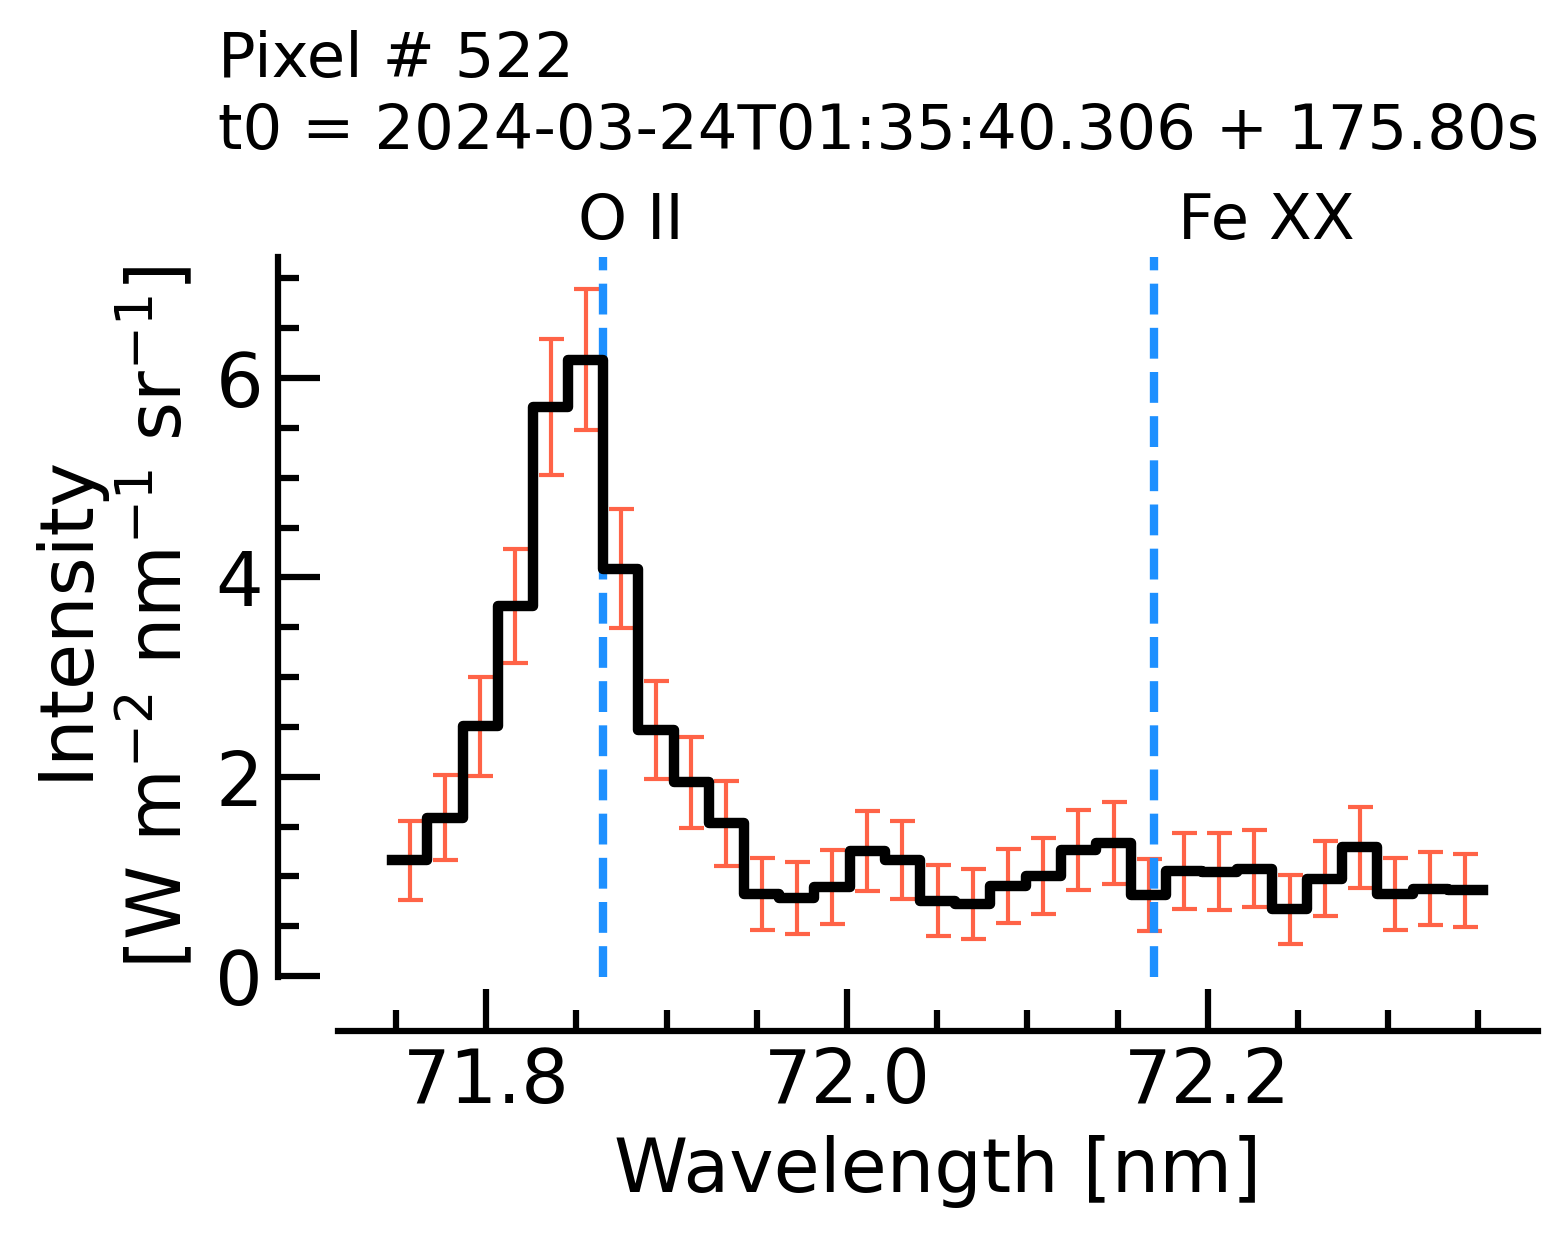 Pixel # 522
t0 = 2024-03-24T01:35:40.306 + 175.80s
O II
Fe XX
Intensity
[W m⁻² nm⁻¹ sr⁻¹]
6
4
2
0
71.8
72.0
72.2
Wavelength [nm]